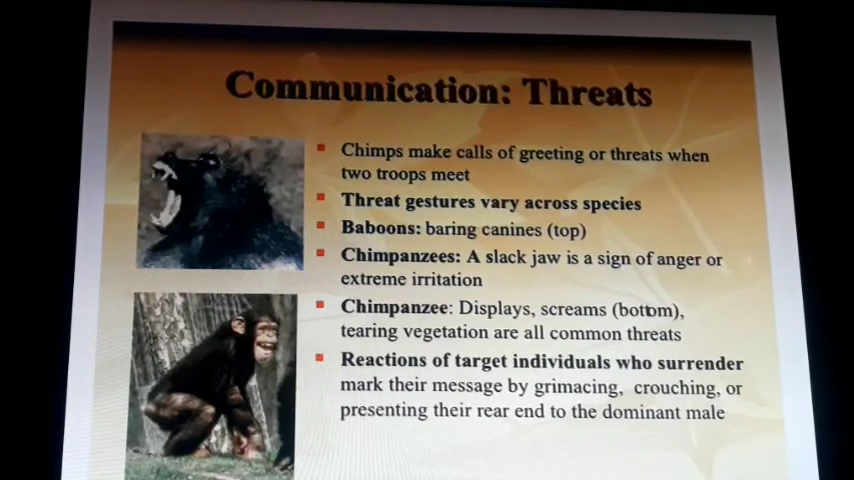 Communication: Threats
Chimps make calls of greeting or threats when
two troops meet
Threat gestures vary across species
Baboons: baring canines (top)
Chimpanzees: A slack jaw is a sign of anger or
extreme irritation
Chimpanzee: Displays, screams (bottom),
tearing vegetation are all common threats
Reactions of target individuals who surrender
mark their message by grimacing, crouching, or
presenting their rear end to the dominant male